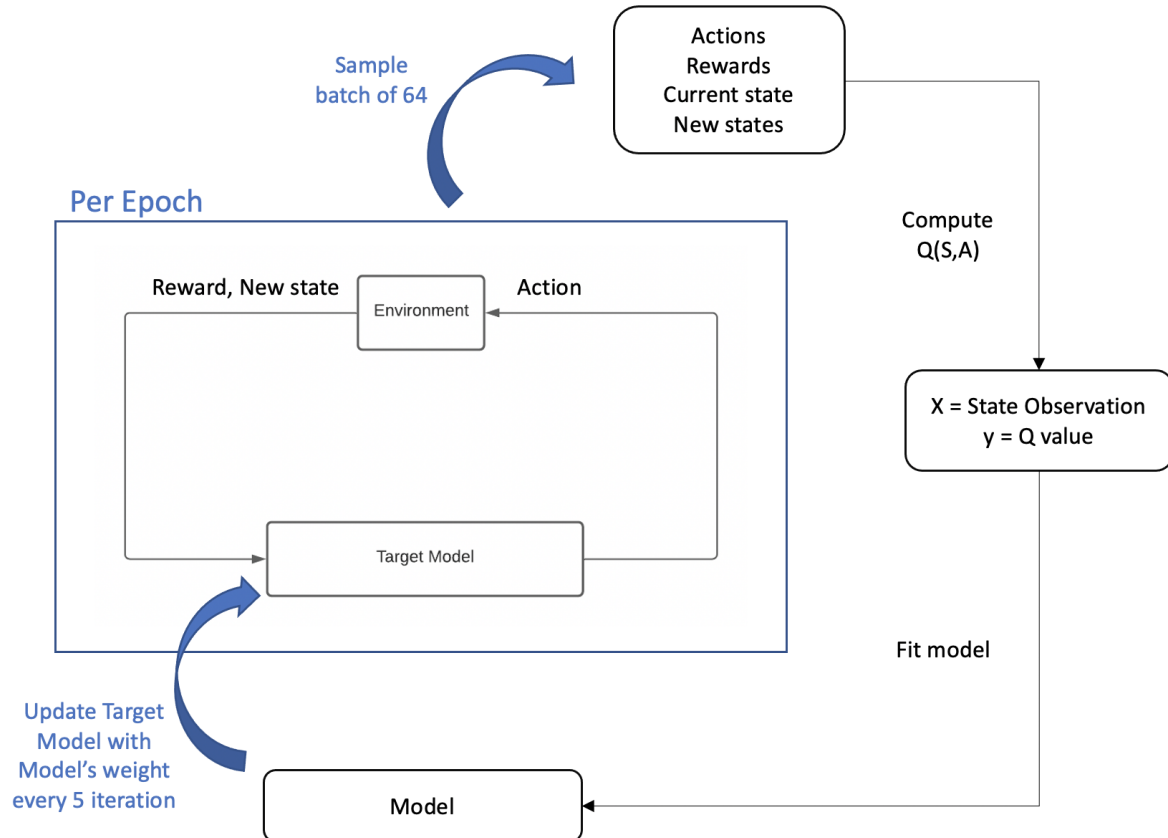 Actions
Rewards
Current state
New states
Sample
batch of 64
Per Epoch
Compute
Q(S,A)
Reward, New state
Environment
Action
X = State Observation
y = Q value
Target Model
Fit model
Update Target
Model with
Model's weight
every 5 iteration
Model